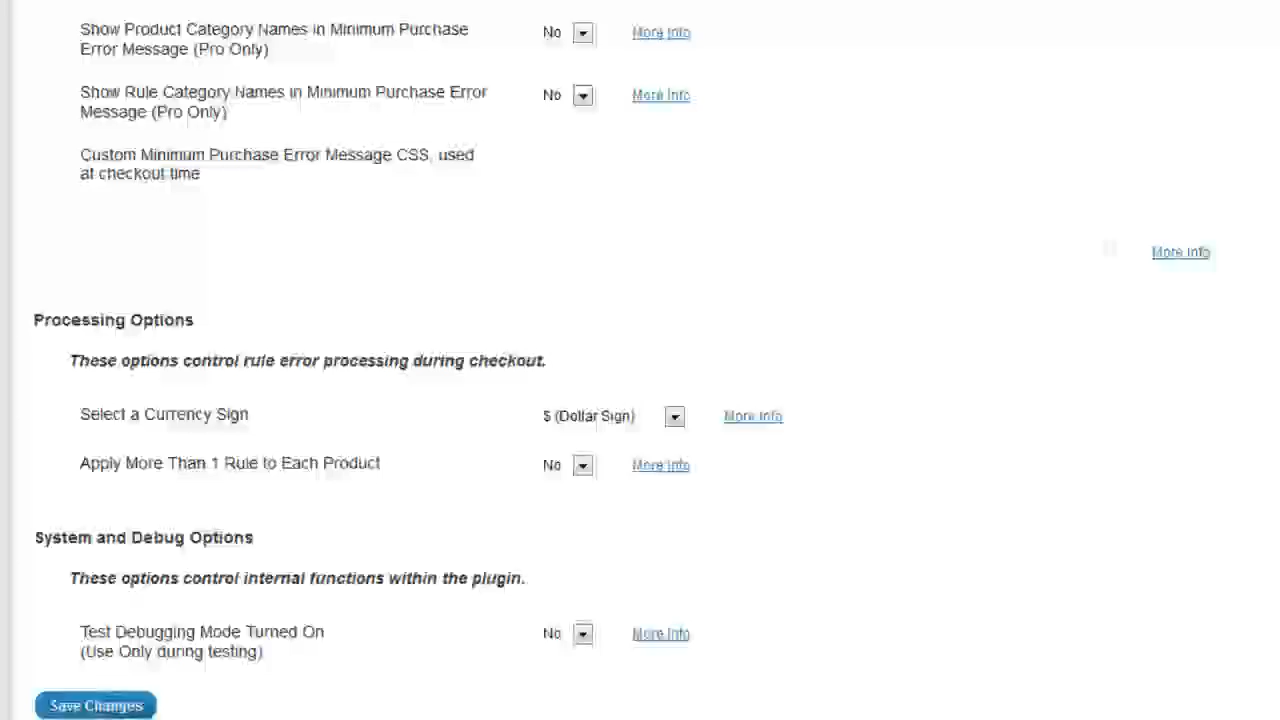 Show Product Category Names in Minimum Purchase
Error Message (Pro Only)
No
More Info
Show Rule Category Names in Minimum Purchase Error
Message (Pro Only)
No
More Info
Custom Minimum Purchase Error Message CSS, used
at checkout time
More Info
Processing Options
These options control rule error processing during checkout.
Select a Currency Sign
$ (Dollar Sign)
More Info
Apply More Than 1 Rule to Each Product
No
More Info
System and Debug Options
These options control internal functions within the plugin.
Test Debugging Mode Turned On
(Use Only during testing)
No
More Info
Save Changes